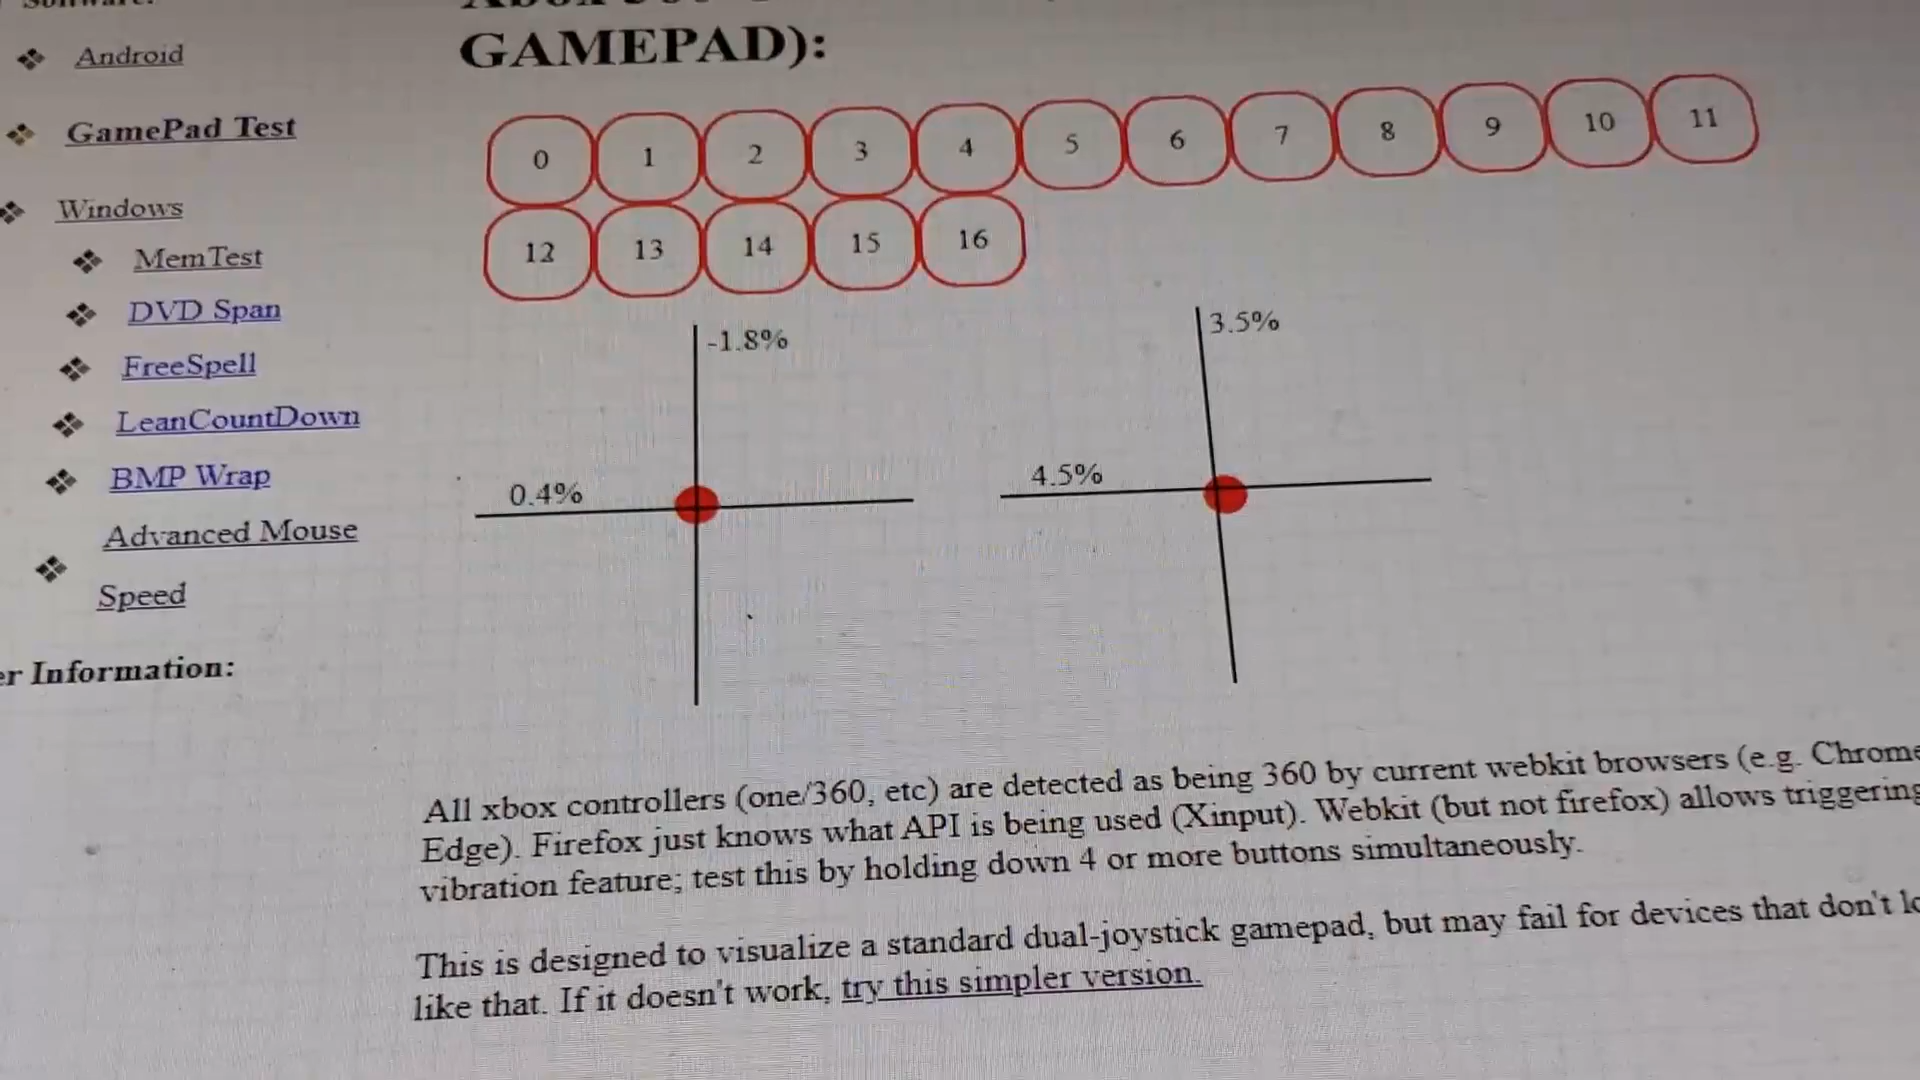 Android
GAMEPAD):
GamePad Test
0 1 2 3 4 5 6 7 8 9 10 11
Windows
12 13 14 15 16
MemTest
DVD Span
-1.8%
3.5%
FreeSpell
LeanCountDown
BMP Wrap
0.4%
4.5%
Advanced Mouse
Speed
er Information:
All xbox controllers (one/360, etc) are detected as being 360 by current webkit browsers (e.g. Chrome
Edge). Firefox just knows what API is being used (Xinput). Webkit (but not firefox) allows triggering
vibration feature; test this by holding down 4 or more buttons simultaneously.
This is designed to visualize a standard dual-joystick gamepad, but may fail for devices that don't lo
like that. If it doesn't work, try this simpler version.